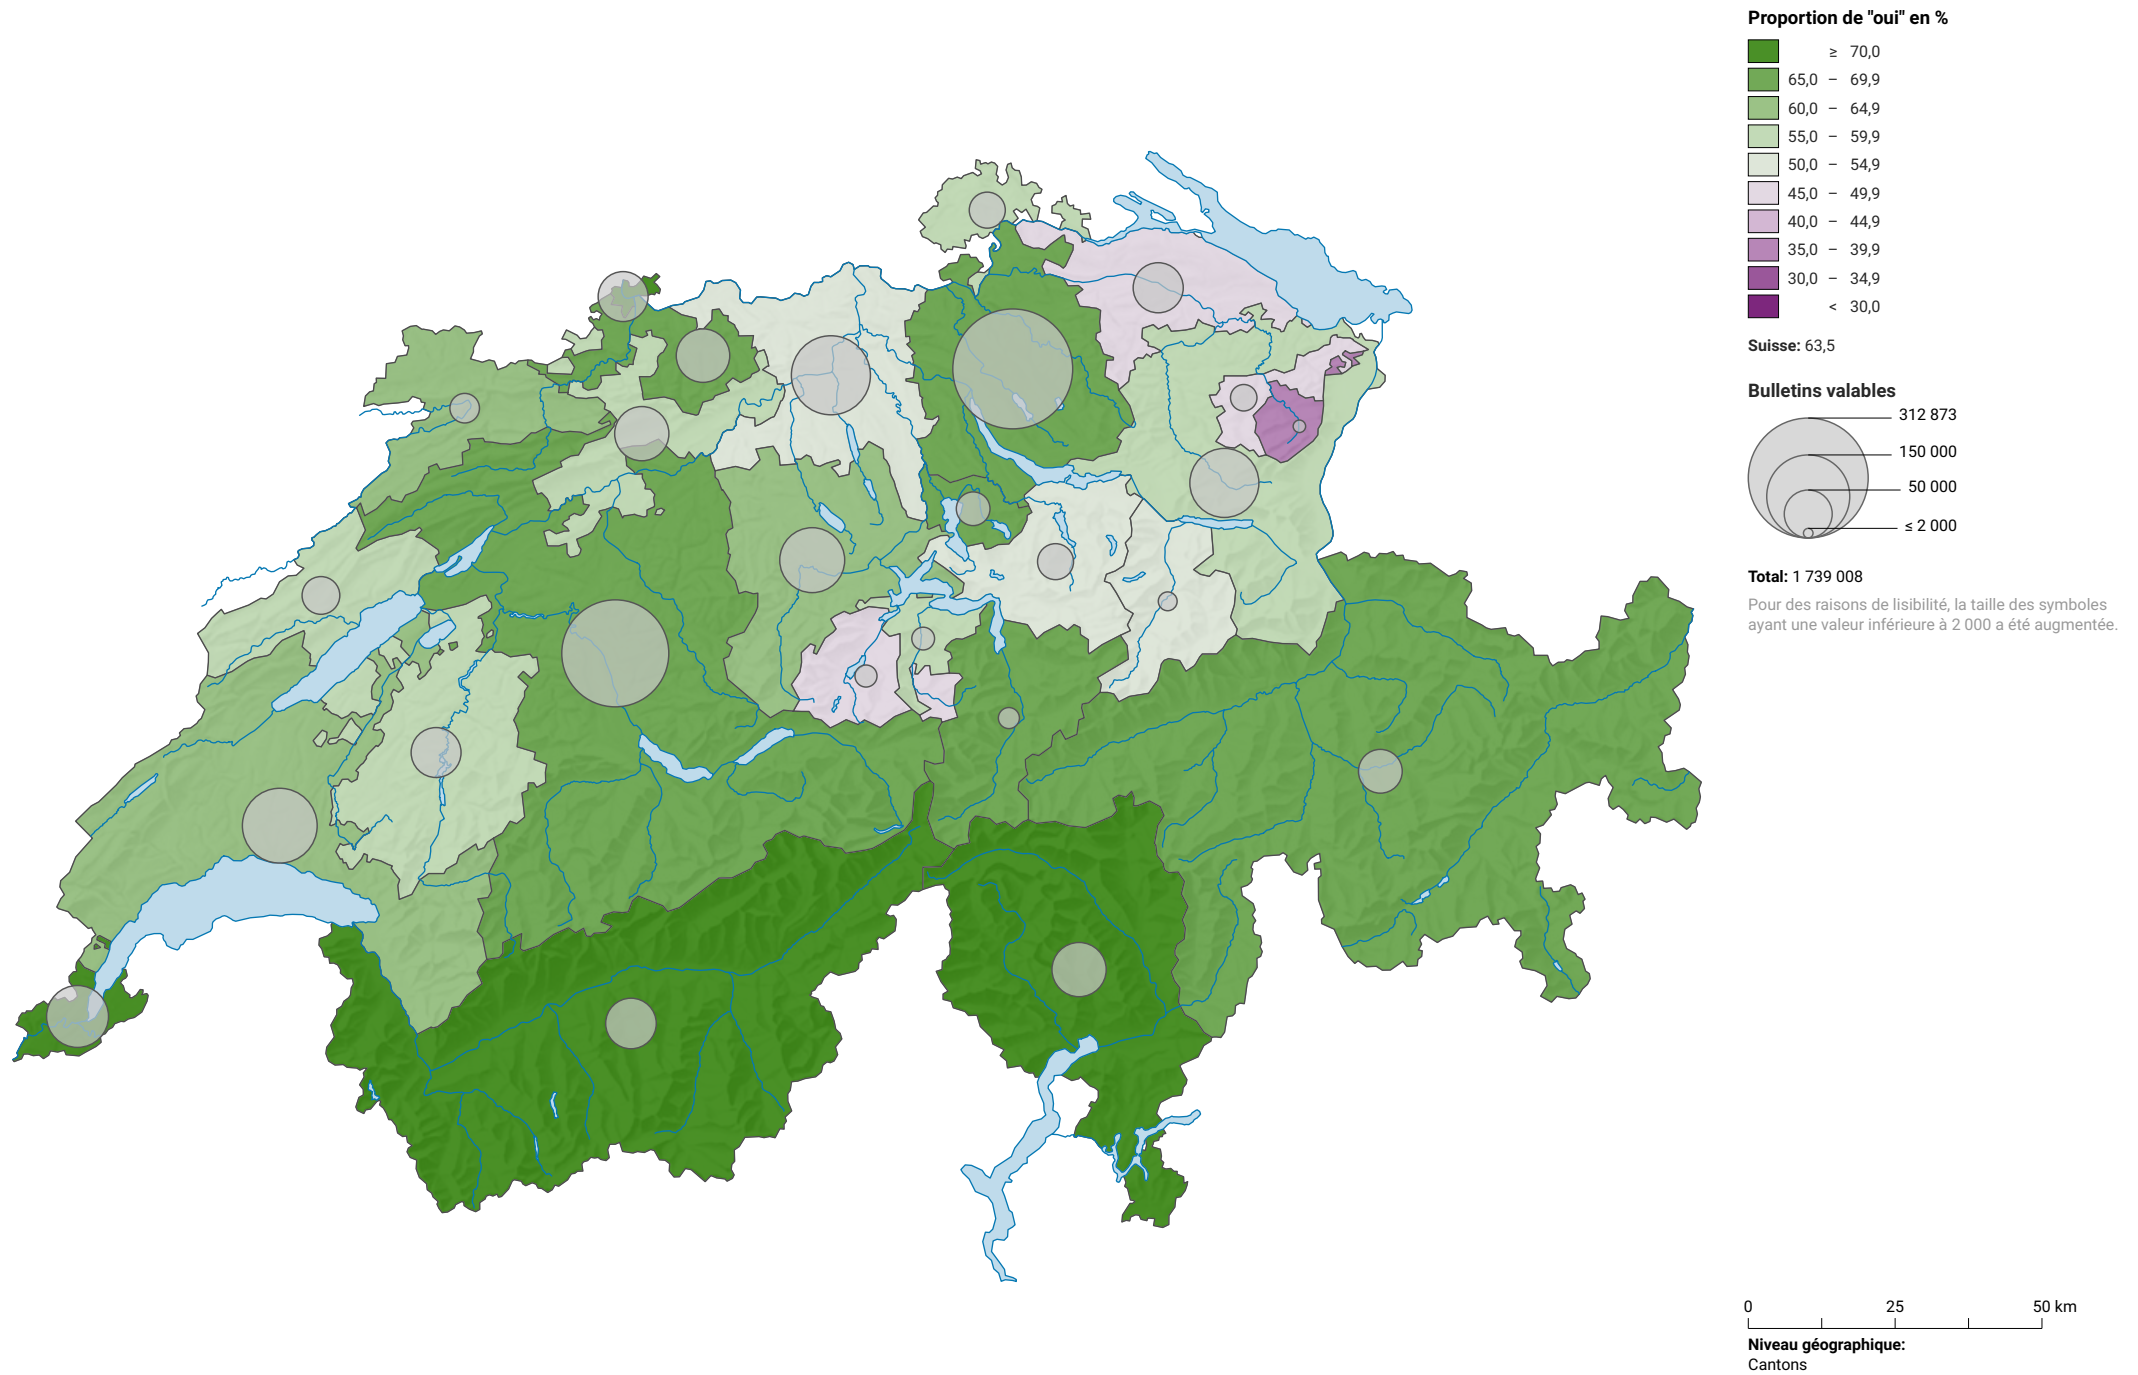 Proportion de "oui" en %
≥ 70,0
65,0 – 69,9
60,0 – 64,9
55,0 – 59,9
50,0 – 54,9
45,0 – 49,9
40,0 – 44,9
35,0 – 39,9
30,0 – 34,9
< 30,0
Suisse: 63,5
Bulletins valables
312 873
150 000
50 000
≤ 2 000
Total: 1 739 008
Pour des raisons de lisibilité, la taille des symboles
ayant une valeur inférieure à 2 000 a été augmentée.
0 25 50 km
Niveau géographique:
Cantons